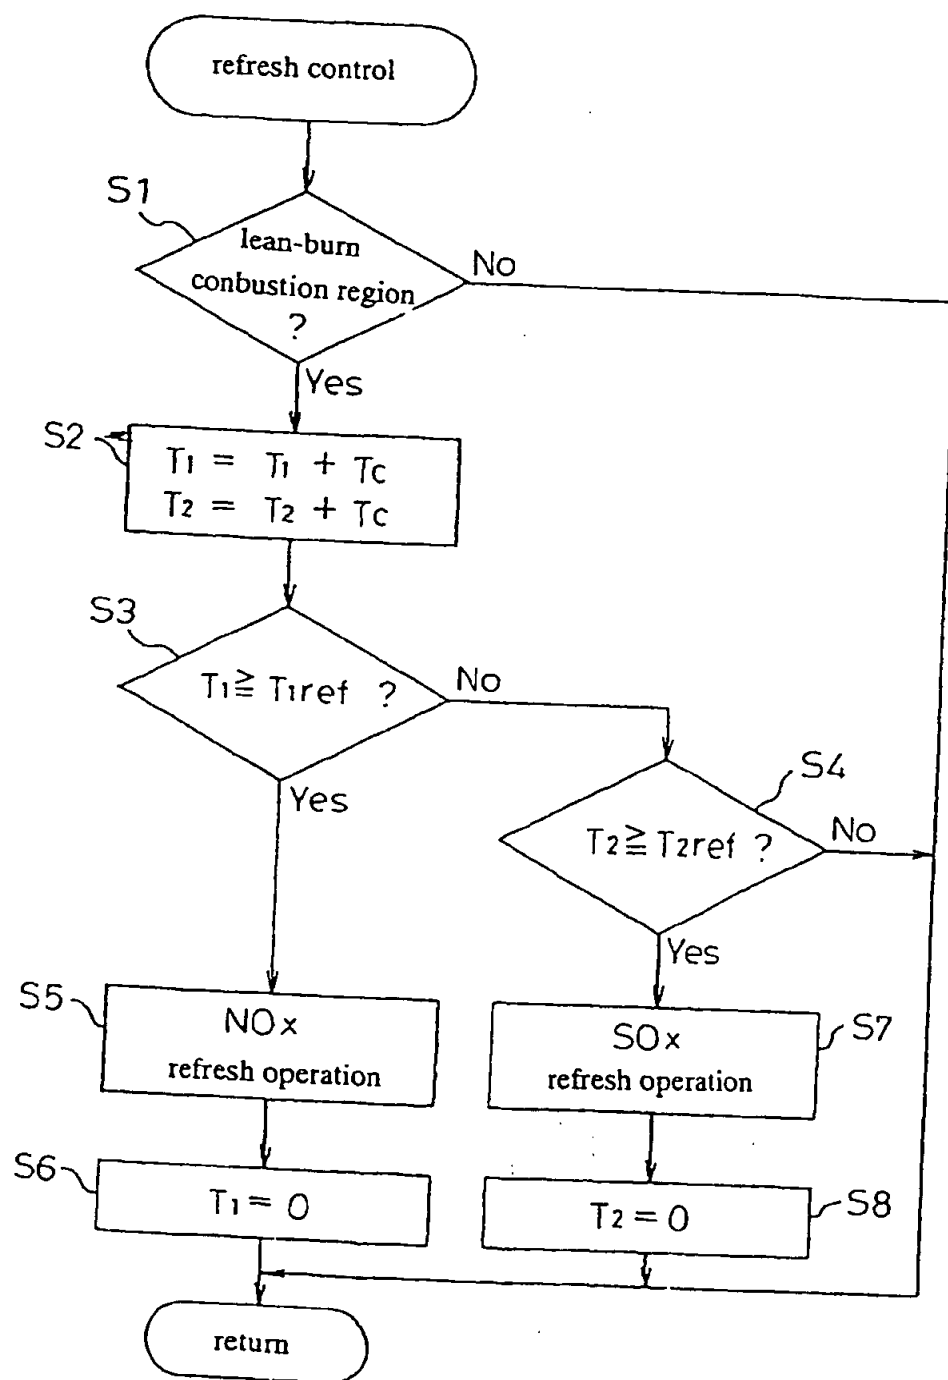 refresh control
S1
lean-burn
conbustion region
?
No
Yes
S2
T1 = T1 + Tc
T2 = T2 + Tc
S3
T1 ≧ T1ref ?
No
Yes
S4
T2 ≧ T2ref ?
No
Yes
S5
NOx
refresh operation
S7
SOx
refresh operation
S6
T1 = 0
S8
T2 = 0
return